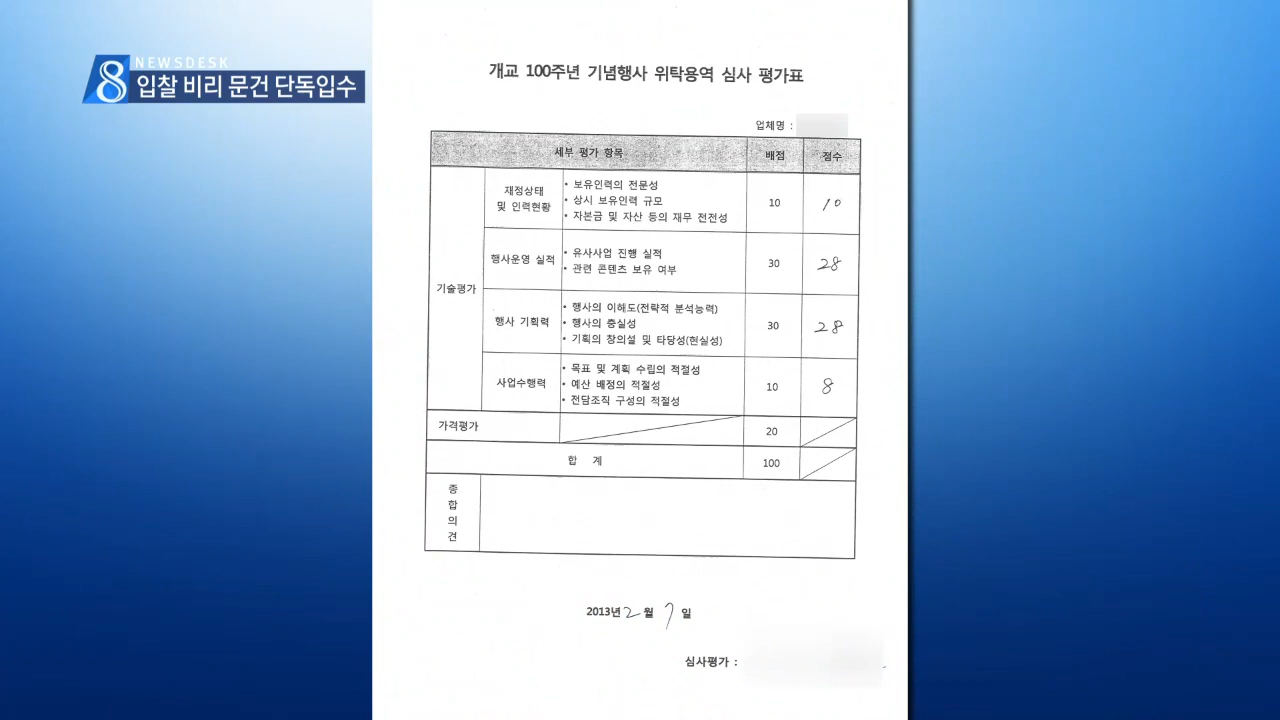 NEWSDESK
8 입찰 비리 문건 단독입수
개교 100주년 기념행사 위탁용역 심사 평가표
업체명 :
세부 평가 항목 배점 점수
기술평가
재정상태
및 인력현황
• 보유인력의 전문성
• 상시 보유인력 규모
• 자본금 및 자산 등의 재무 전전성
10 10
행사운영 실적
• 유사사업 진행 실적
• 관련 콘텐츠 보유 여부
30 28
행사 기획력
• 행사의 이해도(전략적 분석능력)
• 행사의 충실성
• 기획의 창의설 및 타당성(현실성)
30 28
사업수행력
• 목표 및 계획 수립의 적절성
• 예산 배정의 적절성
• 전담조직 구성의 적절성
10 8
가격평가 20
합 계 100
종
합
의
견
2013년 2월 7일
심사평가 :